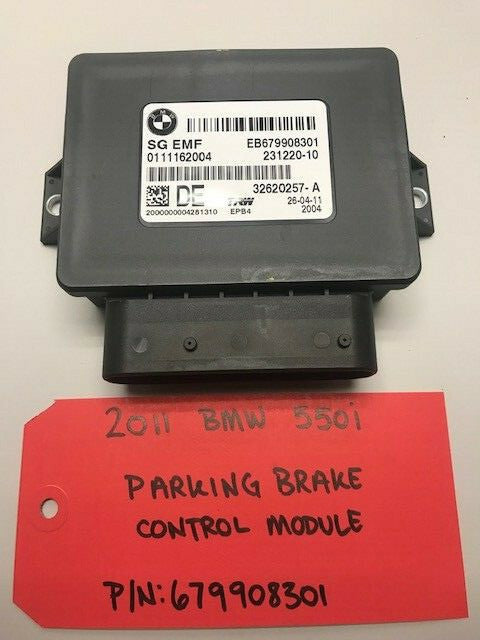 BMW
SG EMF EB679908301
0111162004 231220-10
32620257- A
DE TRW 26-04-11
2000000004281310 EPB4 2004
2011 BMW 550i
PARKING BRAKE
CONTROL MODULE
P/N:679908301